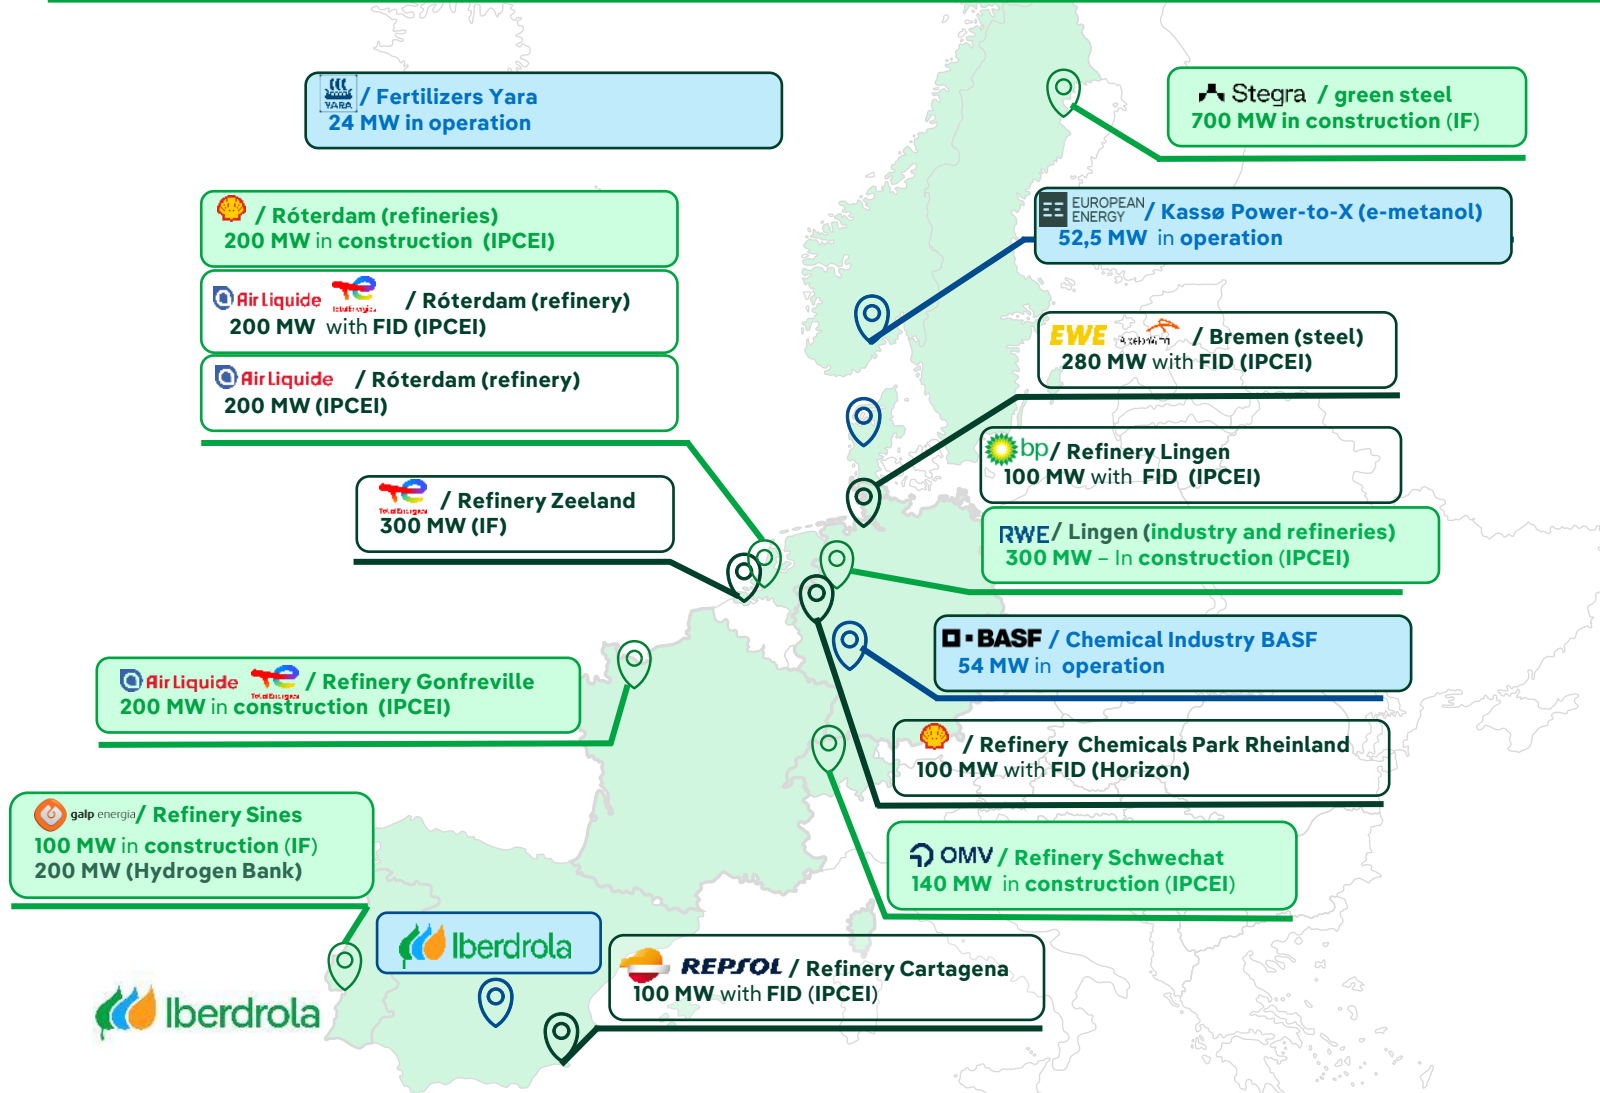 YARA / Fertilizers Yara
24 MW in operation
Stegra / green steel
700 MW in construction (IF)
/ Róterdam (refineries)
200 MW in construction (IPCEI)
EUROPEAN ENERGY / Kassø Power-to-X (e-metanol)
52,5 MW in operation
Air Liquide TotalEnergies / Róterdam (refinery)
200 MW with FID (IPCEI)
EWE / Bremen (steel)
280 MW with FID (IPCEI)
Air Liquide / Róterdam (refinery)
200 MW (IPCEI)
bp / Refinery Lingen
100 MW with FID (IPCEI)
TotalEnergies / Refinery Zeeland
300 MW (IF)
RWE / Lingen (industry and refineries)
300 MW – In construction (IPCEI)
BASF / Chemical Industry BASF
54 MW in operation
Air Liquide TotalEnergies / Refinery Gonfreville
200 MW in construction (IPCEI)
/ Refinery Chemicals Park Rheinland
100 MW with FID (Horizon)
galp energia / Refinery Sines
100 MW in construction (IF)
200 MW (Hydrogen Bank)
OMV / Refinery Schwechat
140 MW in construction (IPCEI)
Iberdrola
REPSOL / Refinery Cartagena
100 MW with FID (IPCEI)
Iberdrola